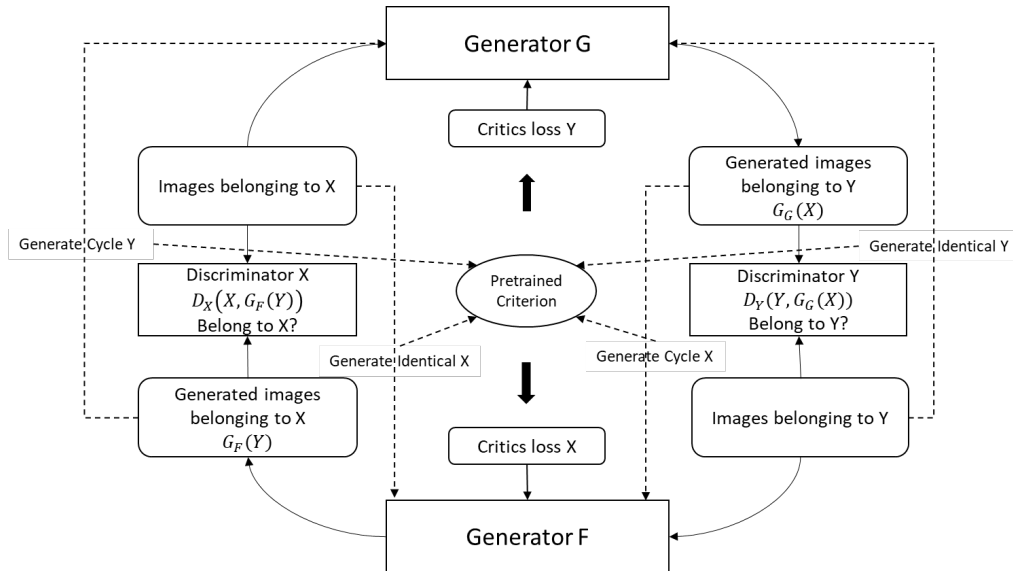 Generator G
Critics loss Y
Images belonging to X
Generated images
belonging to Y
G_G(X)
Generate Cycle Y
Generate Identical Y
Discriminator X
D_X(X, G_F(Y))
Belong to X?
Pretrained
Criterion
Discriminator Y
D_Y(Y, G_G(X))
Belong to Y?
Generate Identical X
Generate Cycle X
Generated images
belonging to X
G_F(Y)
Images belonging to Y
Critics loss X
Generator F